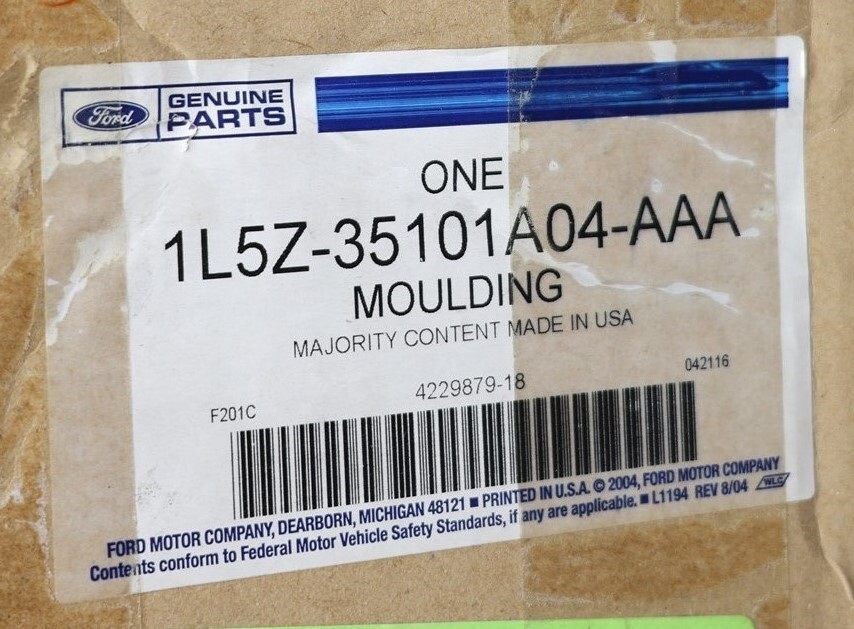 Ford GENUINE PARTS
ONE
1L5Z-35101A04-AAA
MOULDING
MAJORITY CONTENT MADE IN USA
F201C 4229879-18 042116
FORD MOTOR COMPANY, DEARBORN, MICHIGAN 48121 ■ PRINTED IN U.S.A. © 2004, FORD MOTOR COMPANY
Contents conform to Federal Motor Vehicle Safety Standards, if any are applicable. ■ L1194 REV 8/04 WLC